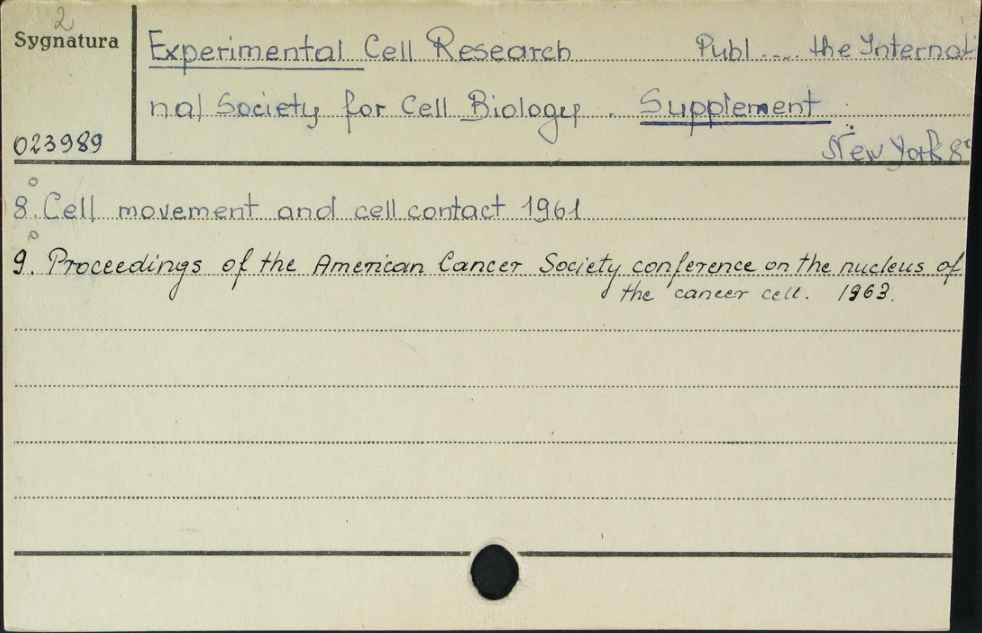 2
Sygnatura
Experimental Cell Research Publ.... the Internati
nal Society for Cell Biology. Supplement:
023989
New York 8°
8. Cell movement and cell contact 1961
9. Proceedings of the American Cancer Society conference on the nucleus of
the cancer cell. 1963.